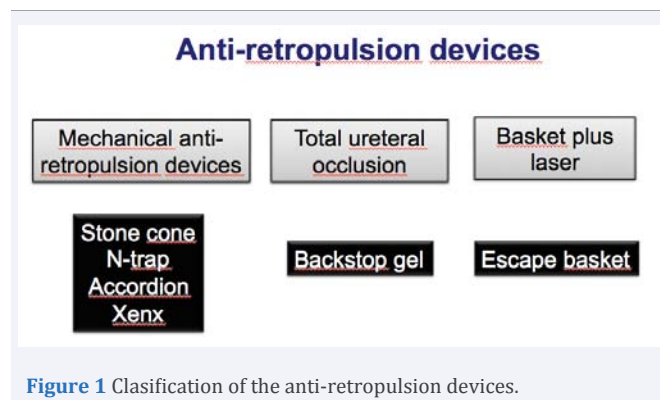 Anti-retropulsion devices
Mechanical anti-
retropulsion devices
Total ureteral
occlusion
Basket plus
laser
Stone cone
N-trap
Accordion
Xenx
Backstop gel
Escape basket
Figure 1 Clasification of the anti-retropulsion devices.